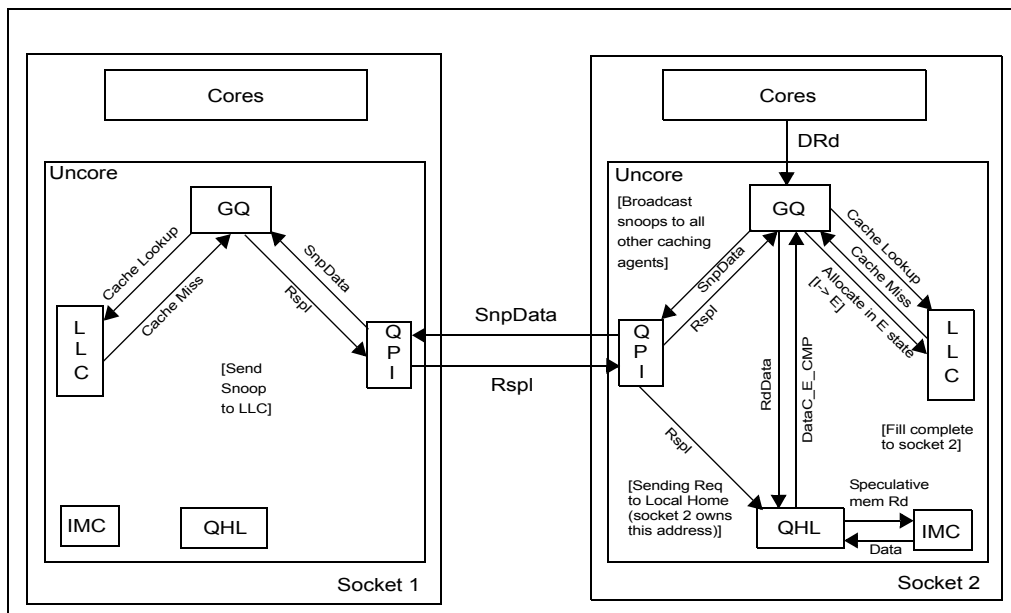 Cores
Uncore
GQ
Cache Lookup
Cache Miss
SnpData
RspI
L
L
C
Q
P
I
[Send
Snoop
to LLC]
IMC
QHL
Socket 1
SnpData
RspI
Cores
DRd
Uncore
[Broadcast
snoops to all
other caching
agents]
GQ
SnpData
RspI
Cache Lookup
Cache Miss
Allocate in E state
[I-> E]
Q
P
I
L
L
C
RdData
DataC_E_CMP
RspI
[Fill complete
to socket 2]
[Sending Req
to Local Home
(socket 2 owns
this address)]
Speculative
mem Rd
QHL
IMC
Data
Socket 2